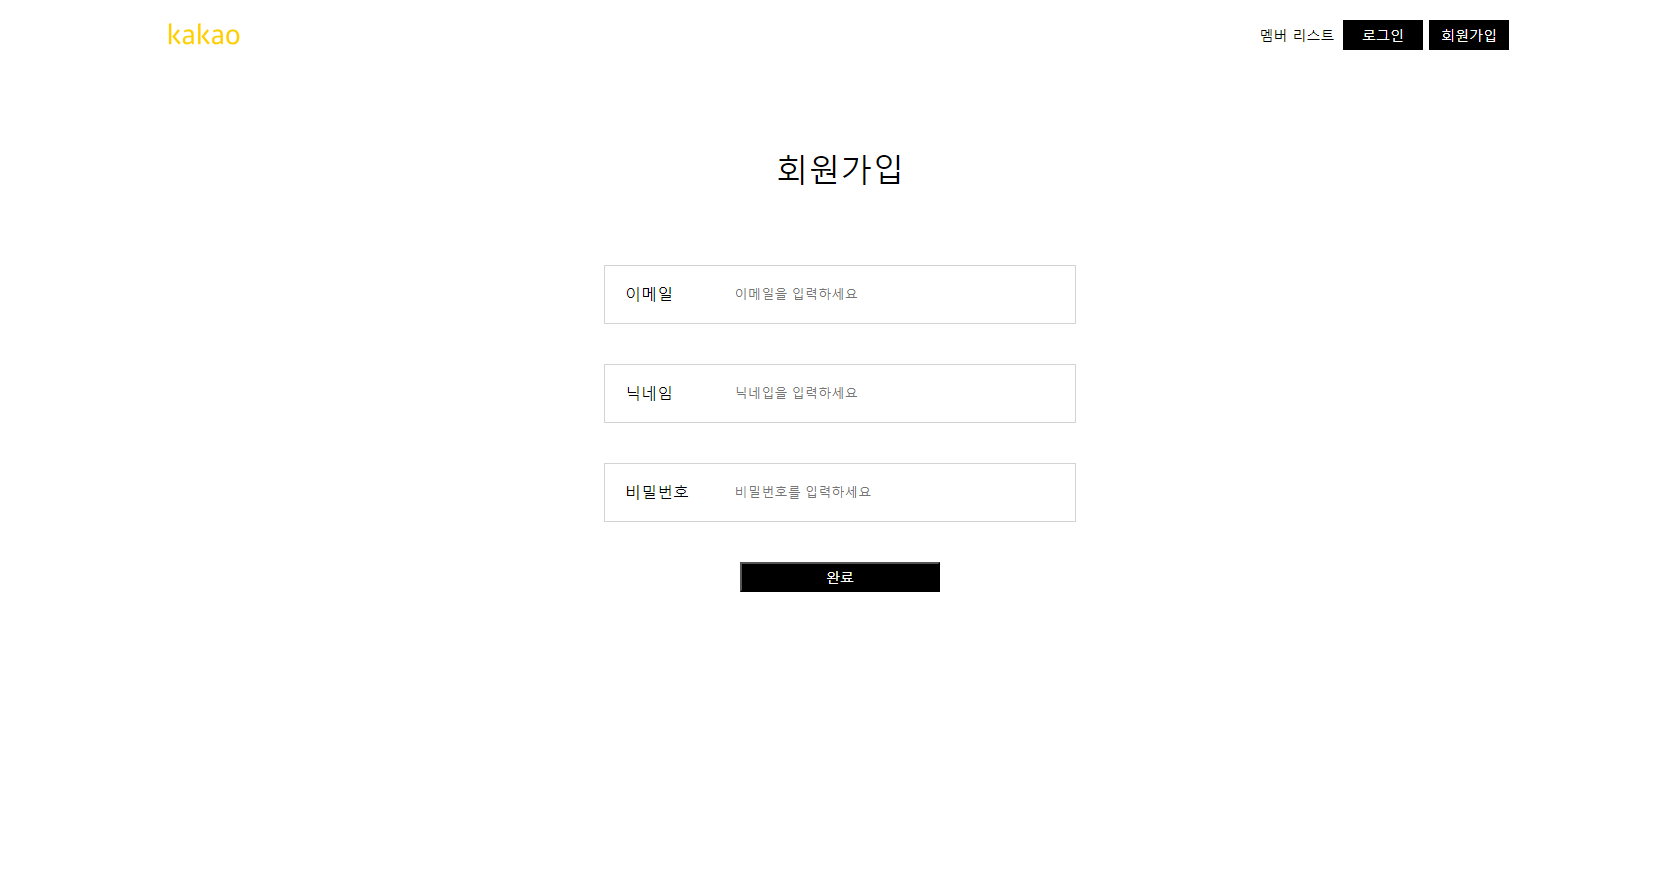 kakao
멤버 리스트 로그인 회원가입
회원가입
이메일 이메일을 입력하세요
닉네임 닉네입을 입력하세요
비밀번호 비밀번호를 입력하세요
완료